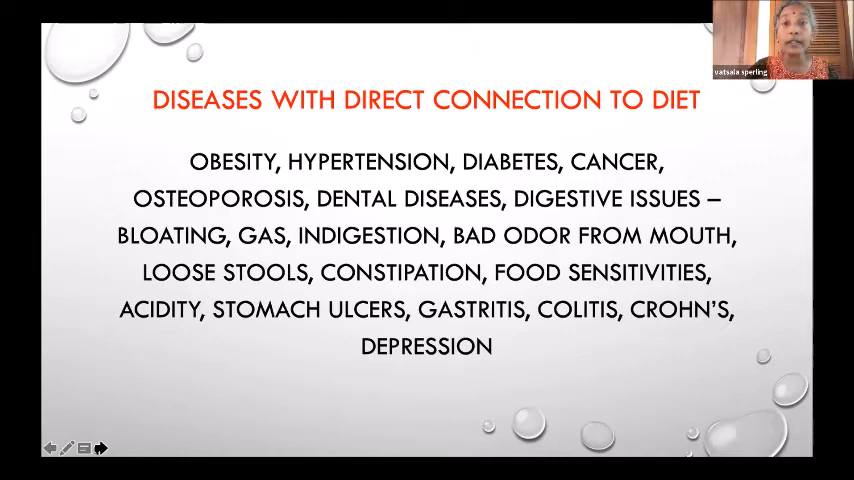 vatsala sperling
DISEASES WITH DIRECT CONNECTION TO DIET
OBESITY, HYPERTENSION, DIABETES, CANCER,
OSTEOPOROSIS, DENTAL DISEASES, DIGESTIVE ISSUES –
BLOATING, GAS, INDIGESTION, BAD ODOR FROM MOUTH,
LOOSE STOOLS, CONSTIPATION, FOOD SENSITIVITIES,
ACIDITY, STOMACH ULCERS, GASTRITIS, COLITIS, CROHN'S,
DEPRESSION